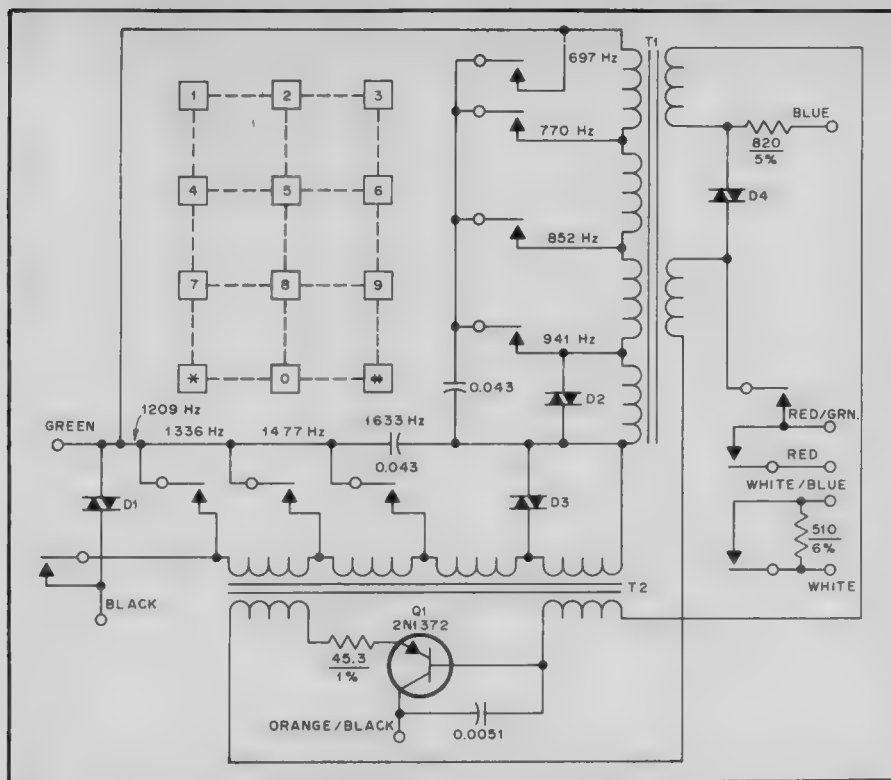 T1
697 Hz
1 2 3
BLUE
770 Hz
820
5%
4 5 6
D4
852 Hz
7 8 9
941 Hz
* 0 #
0.043
D2
1209 Hz
RED/GRN.
GREEN
1336 Hz
1477 Hz
1633 Hz
0.043
RED
WHITE/BLUE
D1
D3
510
6%
WHITE
T2
BLACK
Q1
2N1372
45.3
1%
ORANGE/BLACK
0.0051